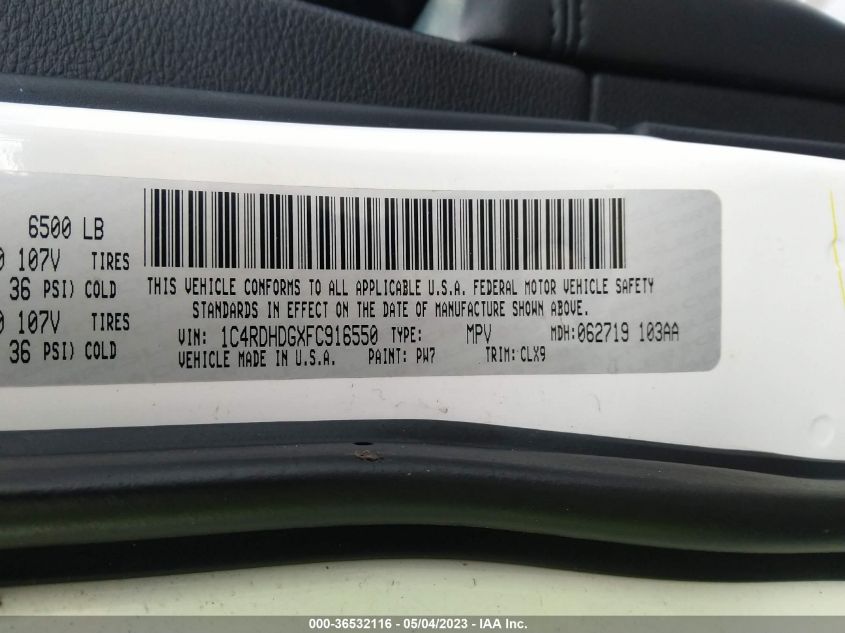 6500 LB
0 107V TIRES
36 PSI) COLD
0 107V TIRES
36 PSI) COLD
THIS VEHICLE CONFORMS TO ALL APPLICABLE U.S.A. FEDERAL MOTOR VEHICLE SAFETY
STANDARDS IN EFFECT ON THE DATE OF MANUFACTURE SHOWN ABOVE.
VIN: 1C4RDHDGXFC916550 TYPE: MPV MDH:062719 103AA
VEHICLE MADE IN U.S.A. PAINT: PW7 TRIM: CLX9
000-36532116 - 05/04/2023 - IAA Inc.